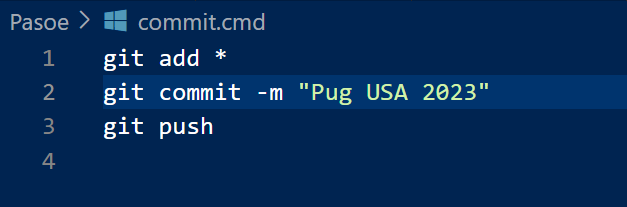 Pasoe > commit.cmd
1 git add *
2 git commit -m "Pug USA 2023"
3 git push
4